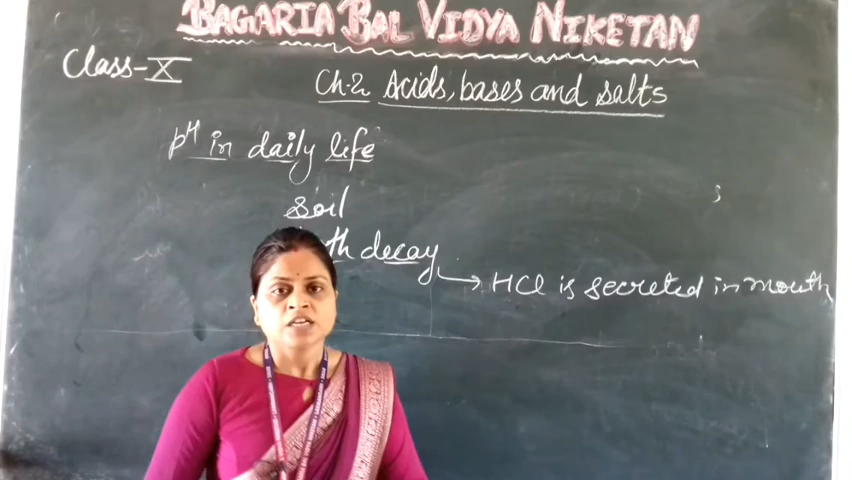 BAGARIA BAL VIDYA NIKETAN
Class-X
Ch-2 Acids, bases and salts
pH in daily life
soil
decay → HCl is secreted in mouth